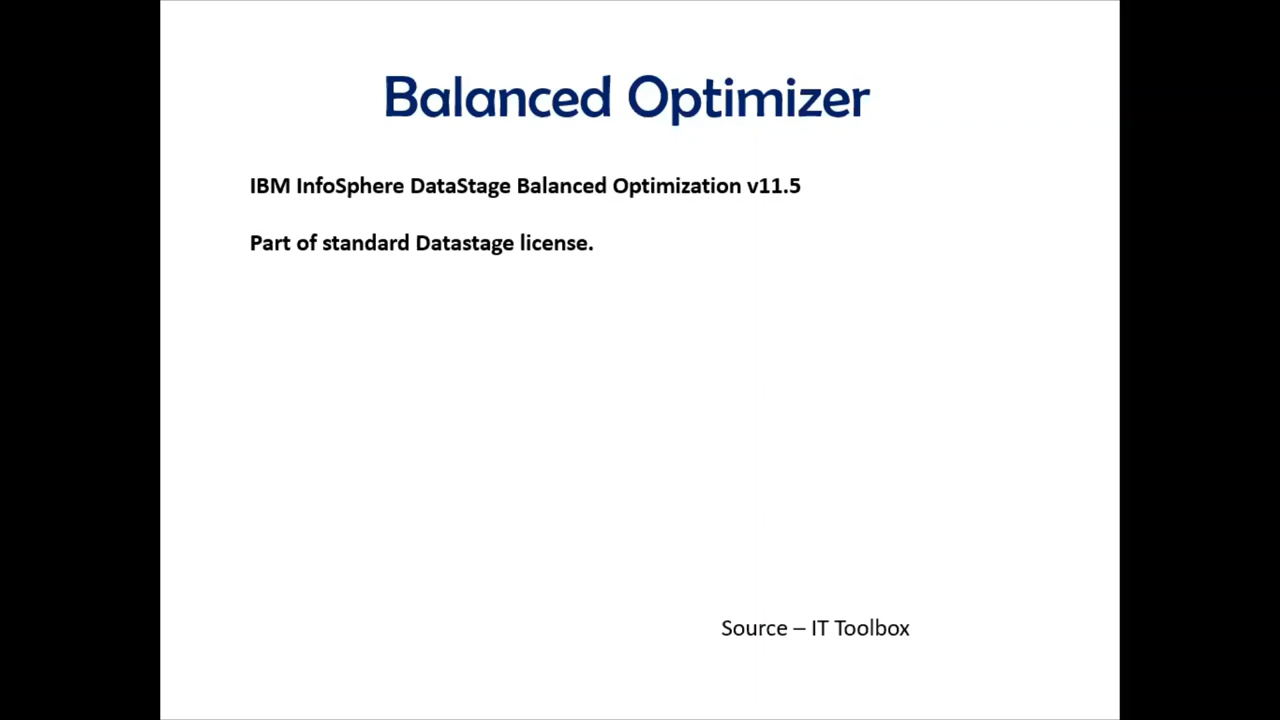 Balanced Optimizer
IBM InfoSphere DataStage Balanced Optimization v11.5
Part of standard Datastage license.
Source – IT Toolbox